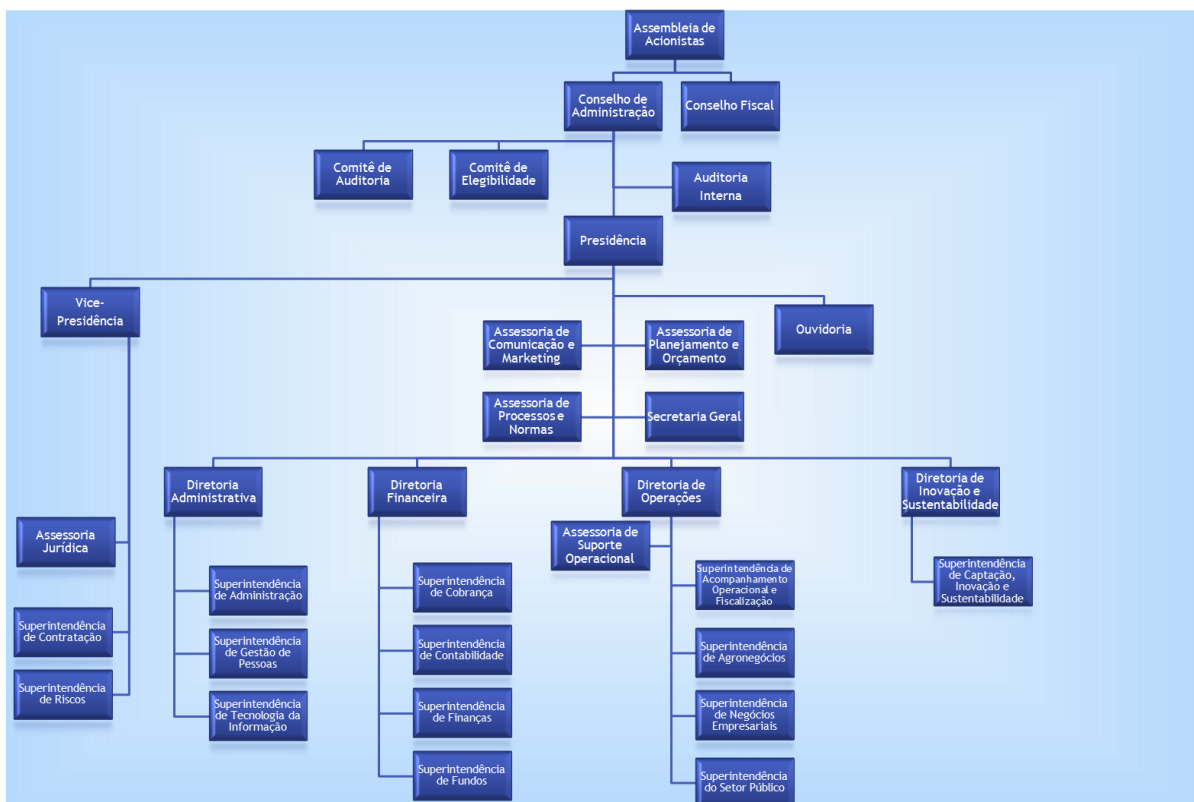 Assembleia de
Acionistas
Conselho de
Administração
Conselho Fiscal
Comitê de
Auditoria
Comitê de
Elegibilidade
Auditoria
Interna
Presidência
Vice-
Presidência
Ouvidoria
Assessoria de
Comunicação e
Marketing
Assessoria de
Planejamento e
Orçamento
Assessoria de
Processos e
Normas
Secretaria Geral
Diretoria
Administrativa
Diretoria
Financeira
Diretoria de
Operações
Diretoria de
Inovação e
Sustentabilidade
Assessoria
Jurídica
Superintendência
de Contratação
Superintendência
de Riscos
Superintendência
de Administração
Superintendência
de Gestão de
Pessoas
Superintendência
de Tecnologia da
Informação
Superintendência
de Cobrança
Superintendência
de Contabilidade
Superintendência
de Finanças
Superintendência
de Fundos
Assessoria de
Suporte
Operacional
Superintendência de
Acompanhamento
Operacional e
Fiscalização
Superintendência
de Agronegócios
Superintendência
de Negócios
Empresariais
Superintendência
do Setor Público
Superintendência
de Captação,
Inovação e
Sustentabilidade